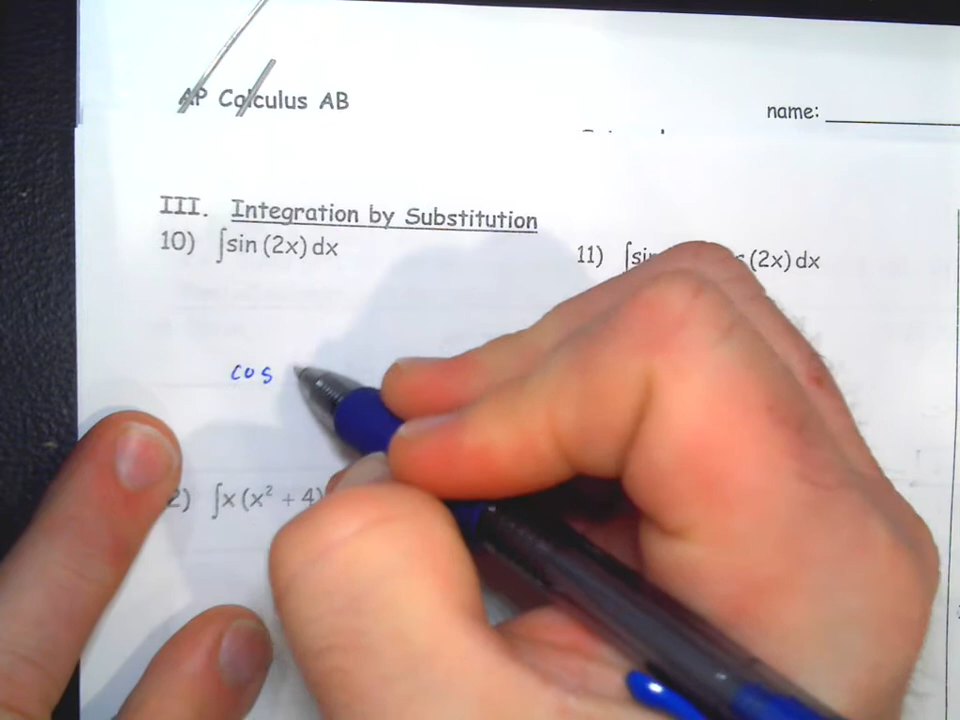 AP Calculus AB
name:
III. Integration by Substitution
10) ∫sin (2x) dx
11) ∫sin (2x) dx
cos
2) ∫x (x² + 4)